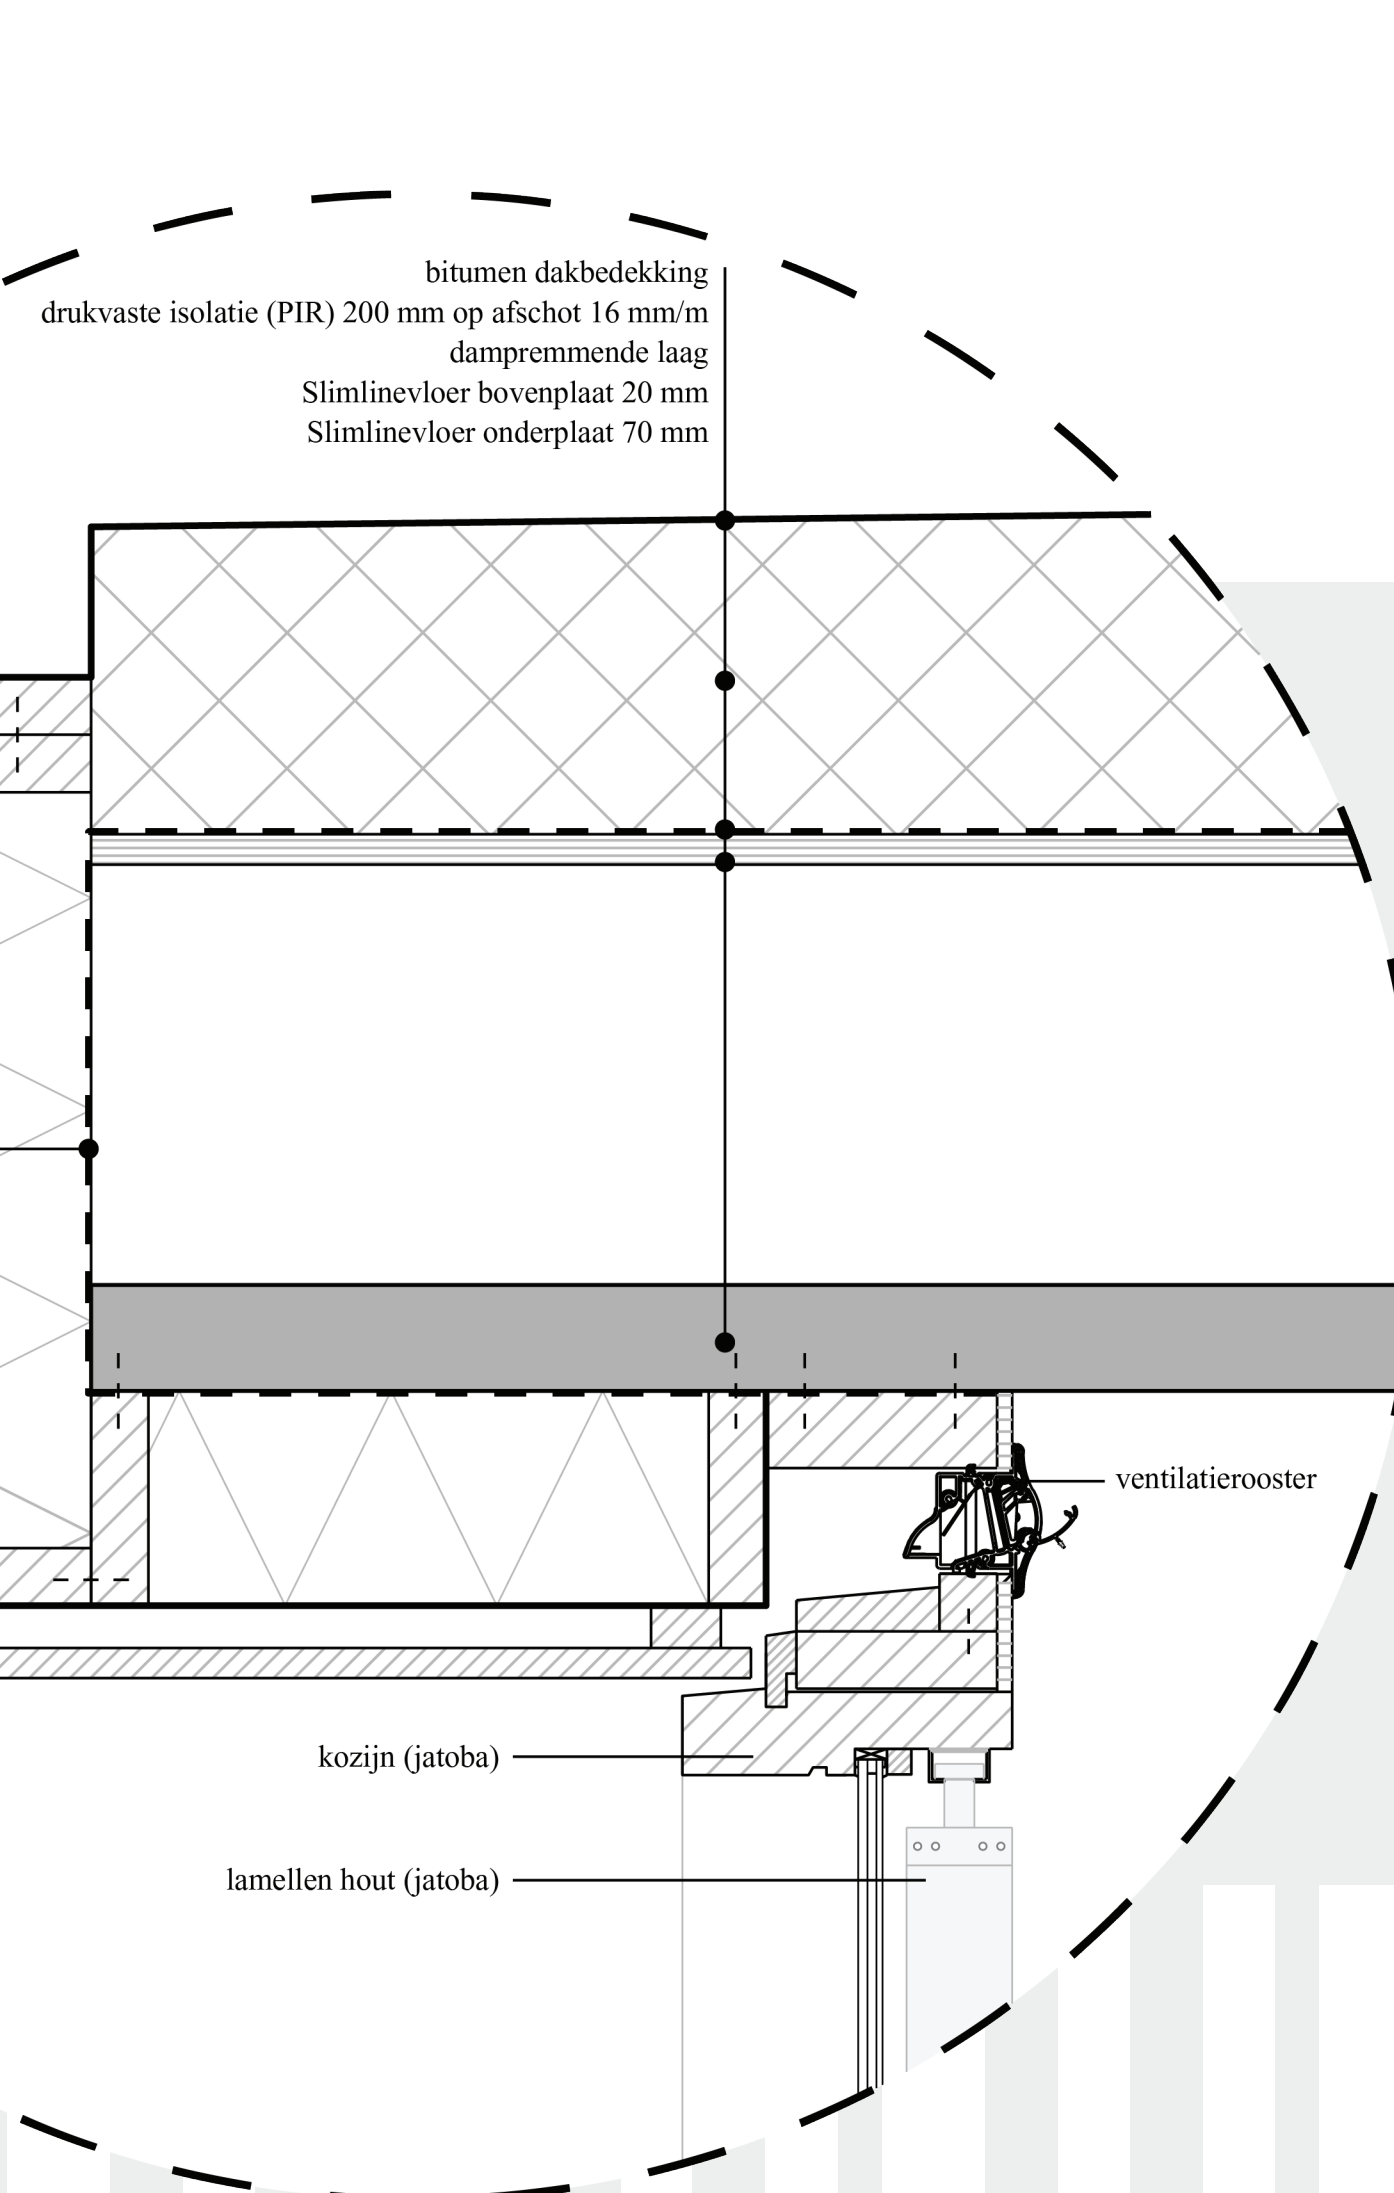 bitumen dakbedekking
drukvaste isolatie (PIR) 200 mm op afschot 16 mm/m
dampremmende laag
Slimlinevloer bovenplaat 20 mm
Slimlinevloer onderplaat 70 mm
ventilatierooster
kozijn (jatoba)
lamellen hout (jatoba)